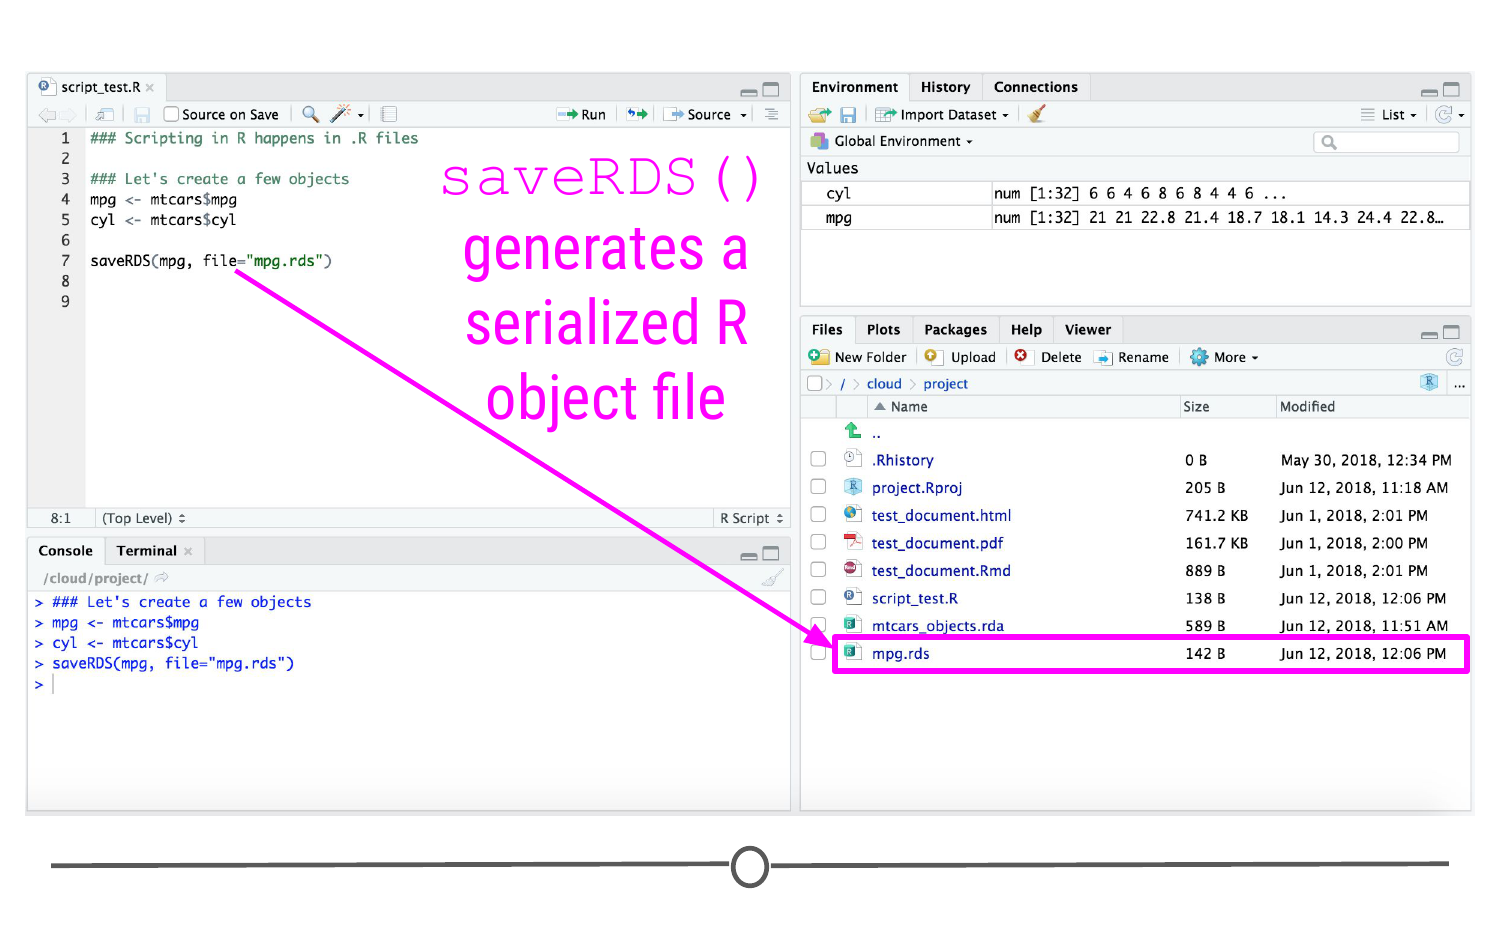 script_test.R
Source on Save
Run
Source
1 ### Scripting in R happens in .R files
2
3 ### Let's create a few objects
4 mpg <- mtcars$mpg
5 cyl <- mtcars$cyl
6
7 saveRDS(mpg, file="mpg.rds")
8
9
8:1 (Top Level) R Script
saveRDS()
generates a
serialized R
object file
Console Terminal
/cloud/project/
> ### Let's create a few objects
> mpg <- mtcars$mpg
> cyl <- mtcars$cyl
> saveRDS(mpg, file="mpg.rds")
>
Environment History Connections
Import Dataset List
Global Environment
Values
cyl num [1:32] 6 6 4 6 8 6 8 4 4 6 ...
mpg num [1:32] 21 21 22.8 21.4 18.7 18.1 14.3 24.4 22.8…
Files Plots Packages Help Viewer
New Folder Upload Delete Rename More
/ cloud project R ...
Name Size Modified
..
.Rhistory 0 B May 30, 2018, 12:34 PM
project.Rproj 205 B Jun 12, 2018, 11:18 AM
test_document.html 741.2 KB Jun 1, 2018, 2:01 PM
test_document.pdf 161.7 KB Jun 1, 2018, 2:00 PM
test_document.Rmd 889 B Jun 1, 2018, 2:01 PM
script_test.R 138 B Jun 12, 2018, 12:06 PM
mtcars_objects.rda 589 B Jun 12, 2018, 11:51 AM
mpg.rds 142 B Jun 12, 2018, 12:06 PM